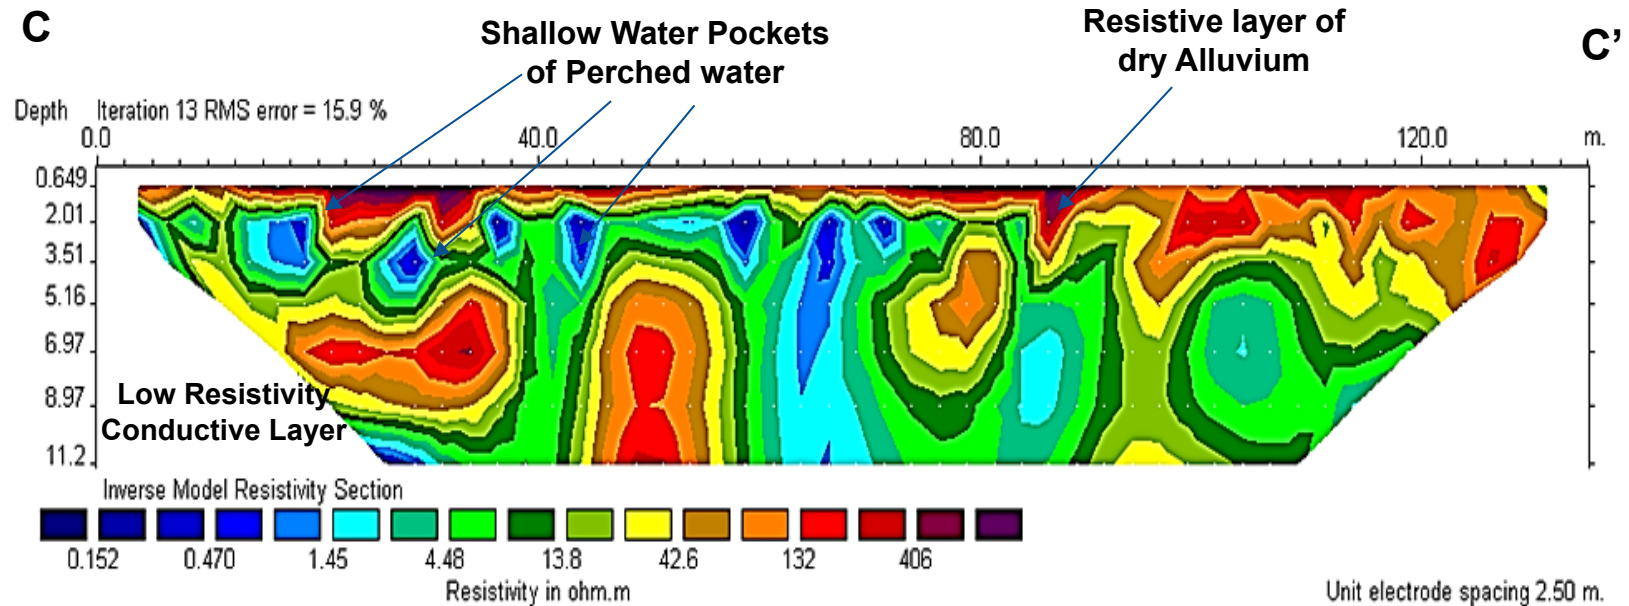 C
Shallow Water Pockets
of Perched water
Resistive layer of
dry Alluvium
C’
Depth Iteration 13 RMS error = 15.9 %
0.0 40.0 80.0 120.0 m.
0.649
2.01
3.51
5.16
6.97
8.97
11.2
Low Resistivity
Conductive Layer
Inverse Model Resistivity Section
0.152 0.470 1.45 4.48 13.8 42.6 132 406
Resistivity in ohm.m
Unit electrode spacing 2.50 m.